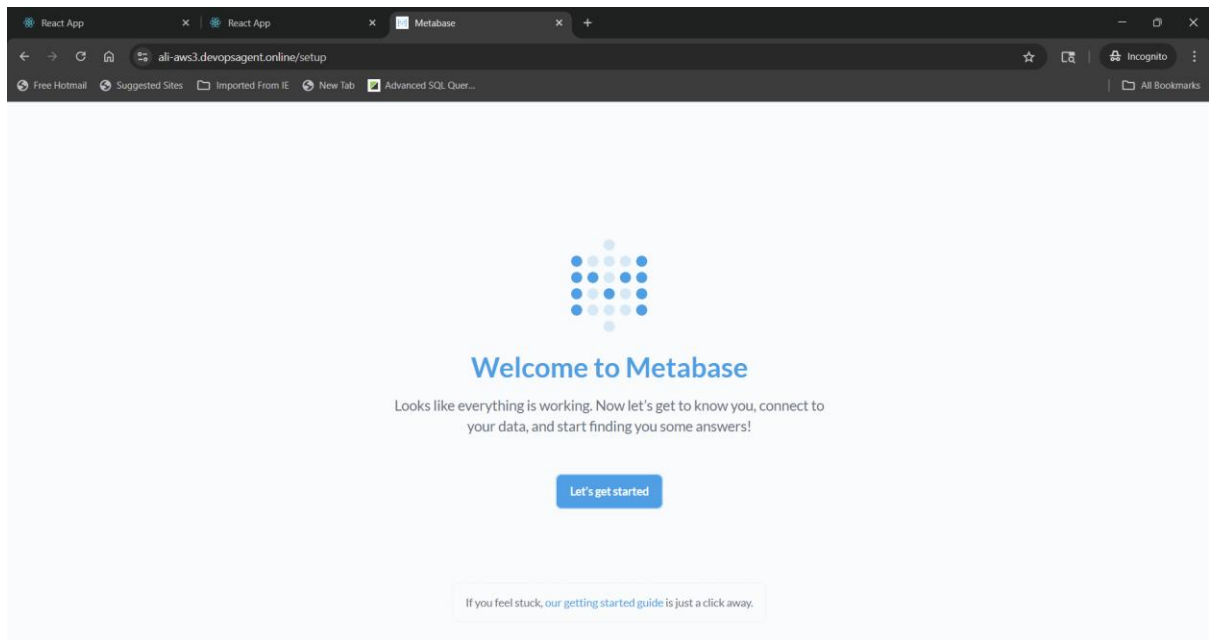 React App
React App
Metabase
ali-aws3.devopsagent.online/setup
Incognito
Free Hotmail
Suggested Sites
Imported From IE
New Tab
Advanced SQL Quer...
All Bookmarks
Welcome to Metabase
Looks like everything is working. Now let's get to know you, connect to
your data, and start finding you some answers!
Let's get started
If you feel stuck, our getting started guide is just a click away.